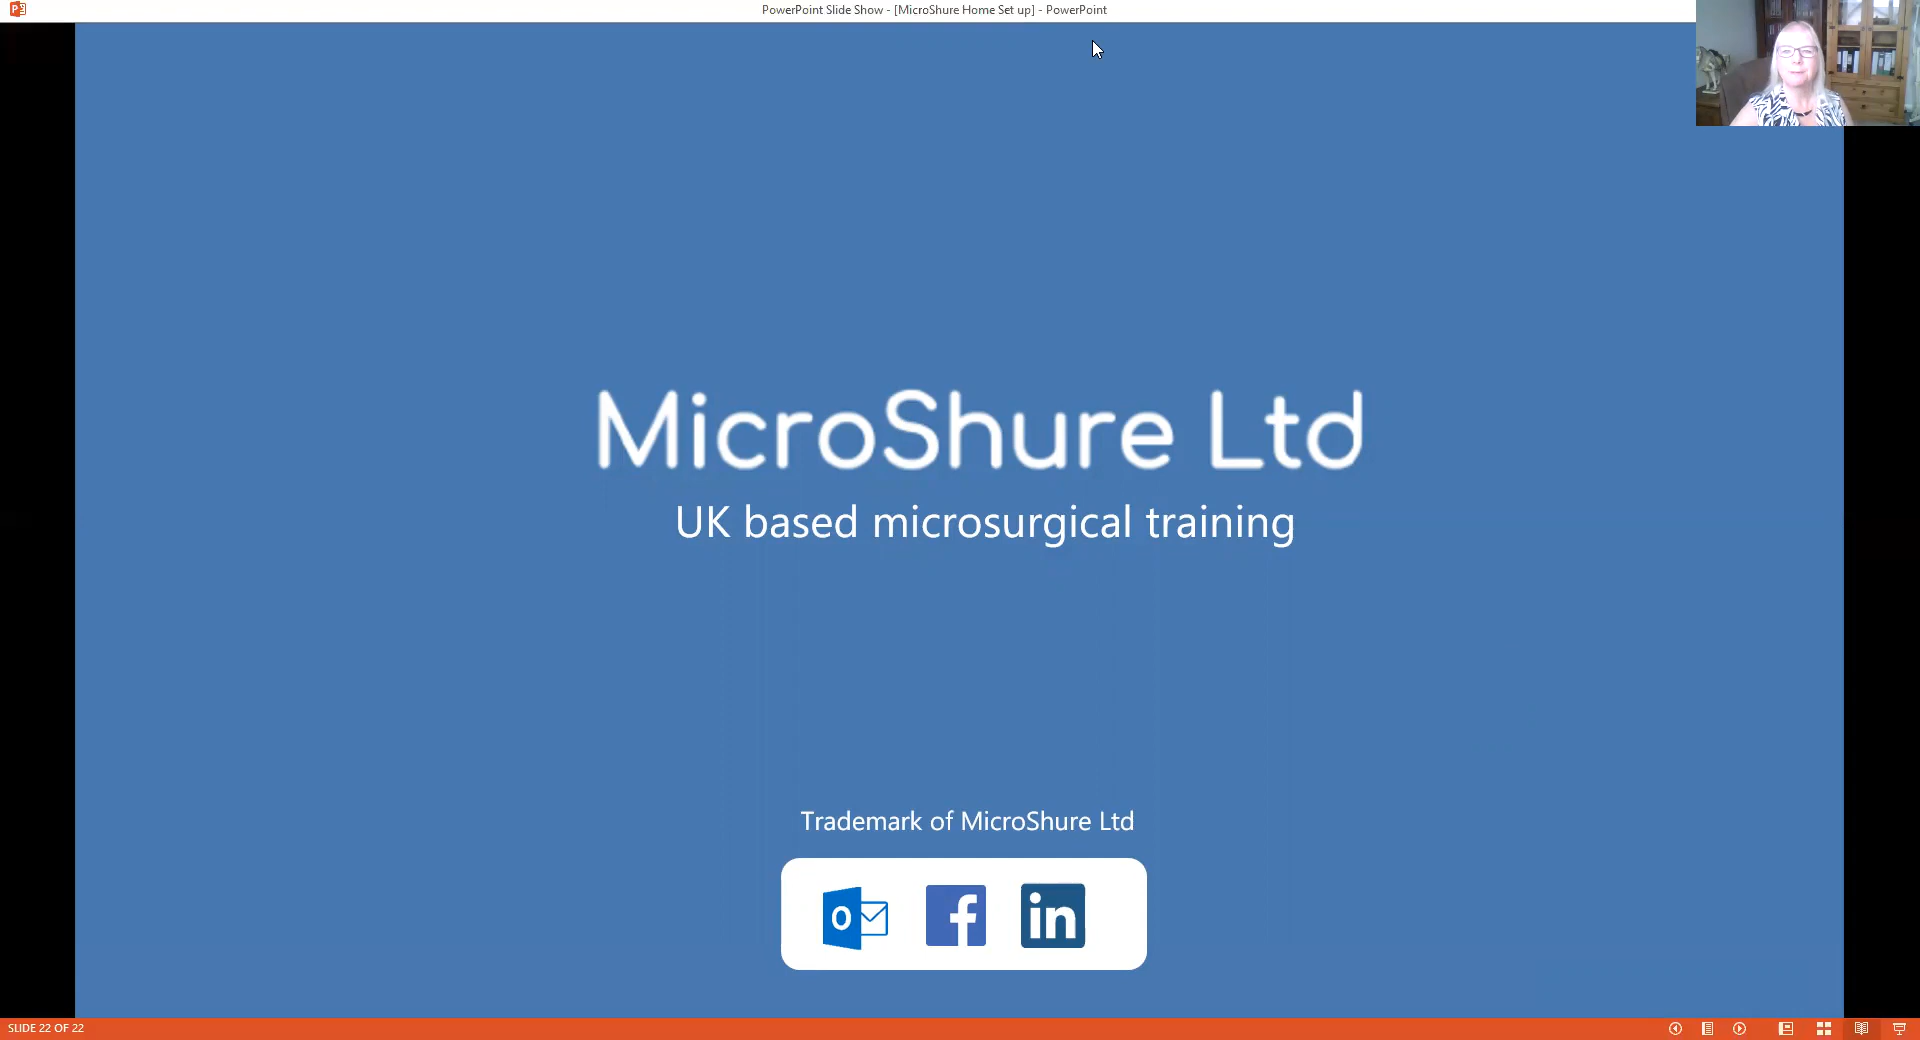 PowerPoint Slide Show - [MicroShure Home Set up] - PowerPoint
MicroShure Ltd
UK based microsurgical training
Trademark of MicroShure Ltd
SLIDE 22 OF 22